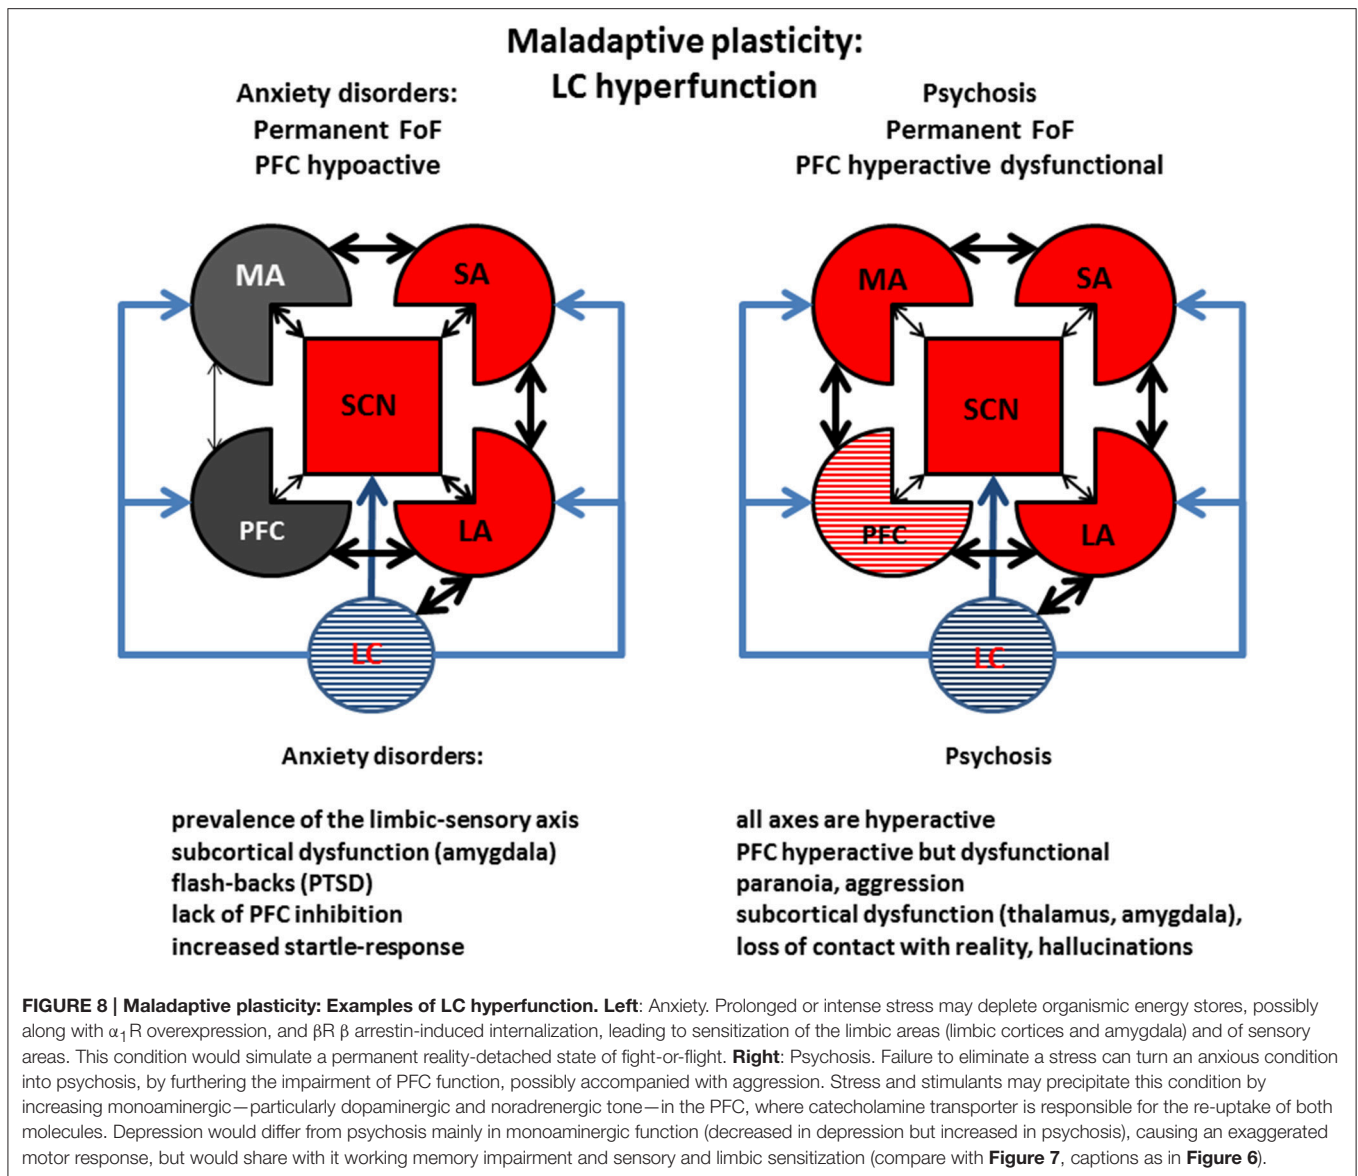 Maladaptive plasticity:
LC hyperfunction
Anxiety disorders:
Permanent FoF
PFC hypoactive
Psychosis
Permanent FoF
PFC hyperactive dysfunctional
MA
SA
SCN
PFC
LA
LC
MA
SA
SCN
PFC
LA
LC
Anxiety disorders:
prevalence of the limbic-sensory axis
subcortical dysfunction (amygdala)
flash-backs (PTSD)
lack of PFC inhibition
increased startle-response
Psychosis
all axes are hyperactive
PFC hyperactive but dysfunctional
paranoia, aggression
subcortical dysfunction (thalamus, amygdala),
loss of contact with reality, hallucinations
FIGURE 8 | Maladaptive plasticity: Examples of LC hyperfunction. Left: Anxiety. Prolonged or intense stress may deplete organismic energy stores, possibly
along with α₁R overexpression, and βR β arrestin-induced internalization, leading to sensitization of the limbic areas (limbic cortices and amygdala) and of sensory
areas. This condition would simulate a permanent reality-detached state of fight-or-flight. Right: Psychosis. Failure to eliminate a stress can turn an anxious condition
into psychosis, by furthering the impairment of PFC function, possibly accompanied with aggression. Stress and stimulants may precipitate this condition by
increasing monoaminergic—particularly dopaminergic and noradrenergic tone—in the PFC, where catecholamine transporter is responsible for the re-uptake of both
molecules. Depression would differ from psychosis mainly in monoaminergic function (decreased in depression but increased in psychosis), causing an exaggerated
motor response, but would share with it working memory impairment and sensory and limbic sensitization (compare with Figure 7, captions as in Figure 6).